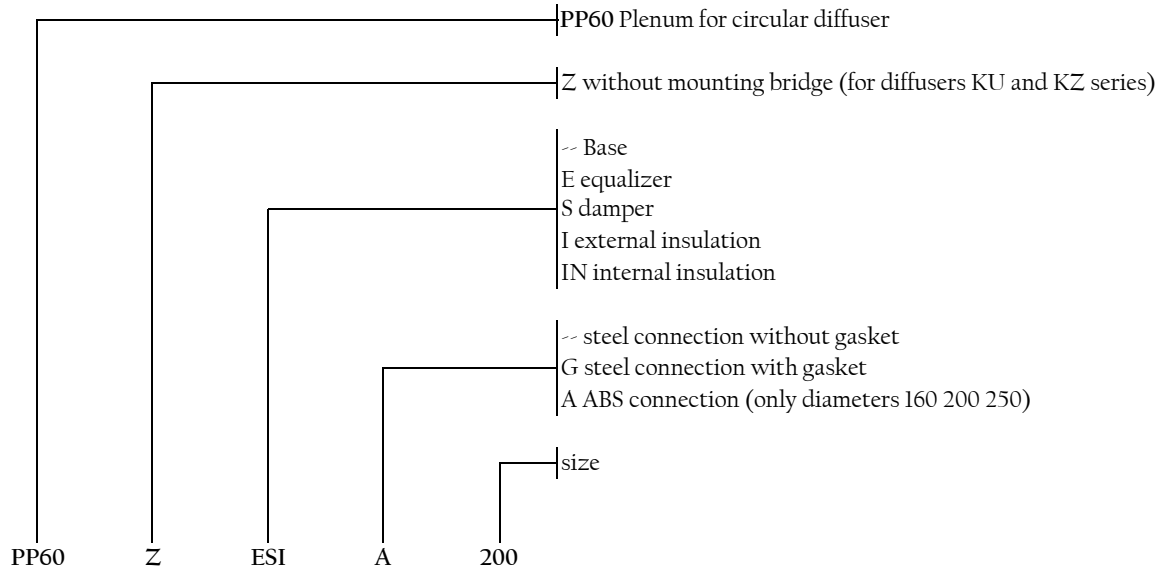 PP60 Plenum for circular diffuser
Z without mounting bridge (for diffusers KU and KZ series)
-- Base
E equalizer
S damper
I external insulation
IN internal insulation
-- steel connection without gasket
G steel connection with gasket
A ABS connection (only diameters 160 200 250)
size
PP60 Z ESI A 200